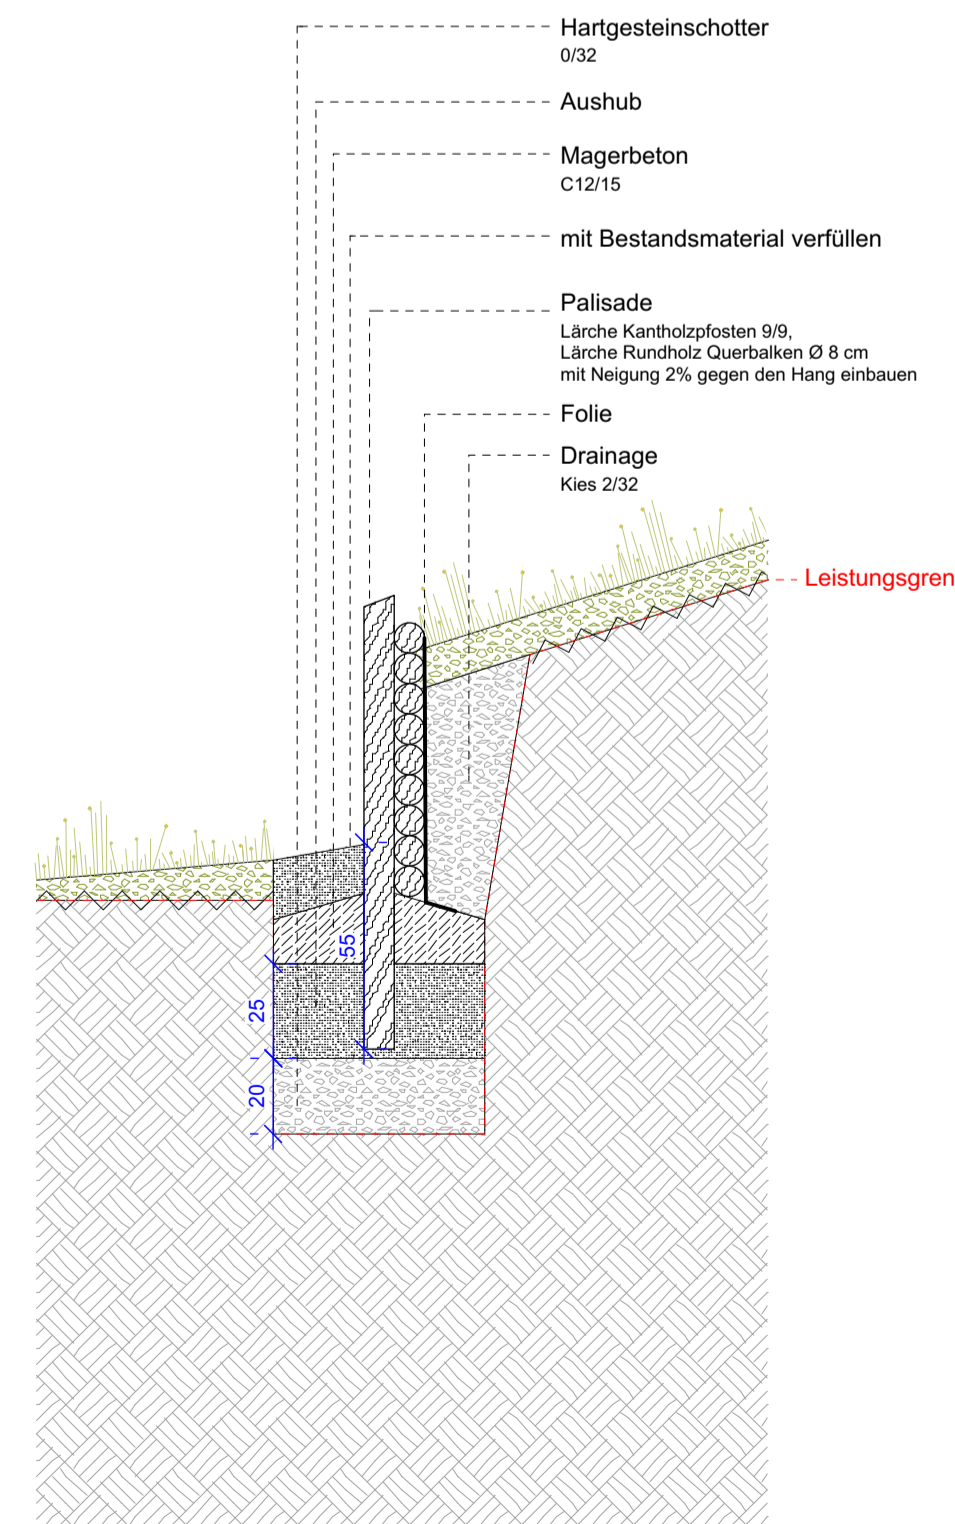 Hartgesteinschotter
0/32
Aushub
Magerbeton
C12/15
mit Bestandsmaterial verfüllen
Palisade
Lärche Kantholzpfosten 9/9,
Lärche Rundholz Querbalken Ø 8 cm
mit Neigung 2% gegen den Hang einbauen
Folie
Drainage
Kies 2/32
Leistungsgren
55
25
20